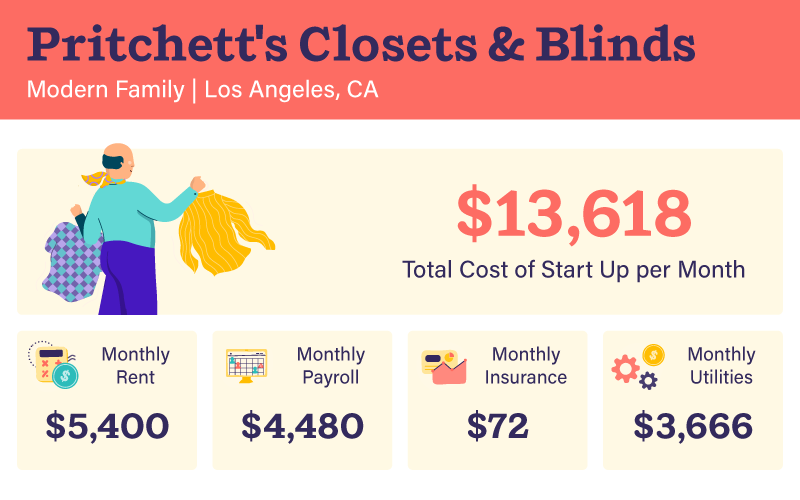 Pritchett's Closets & Blinds
Modern Family | Los Angeles, CA
$13,618
Total Cost of Start Up per Month
Monthly
Rent
$5,400
Monthly
Payroll
$4,480
Monthly
Insurance
$72
Monthly
Utilities
$3,666